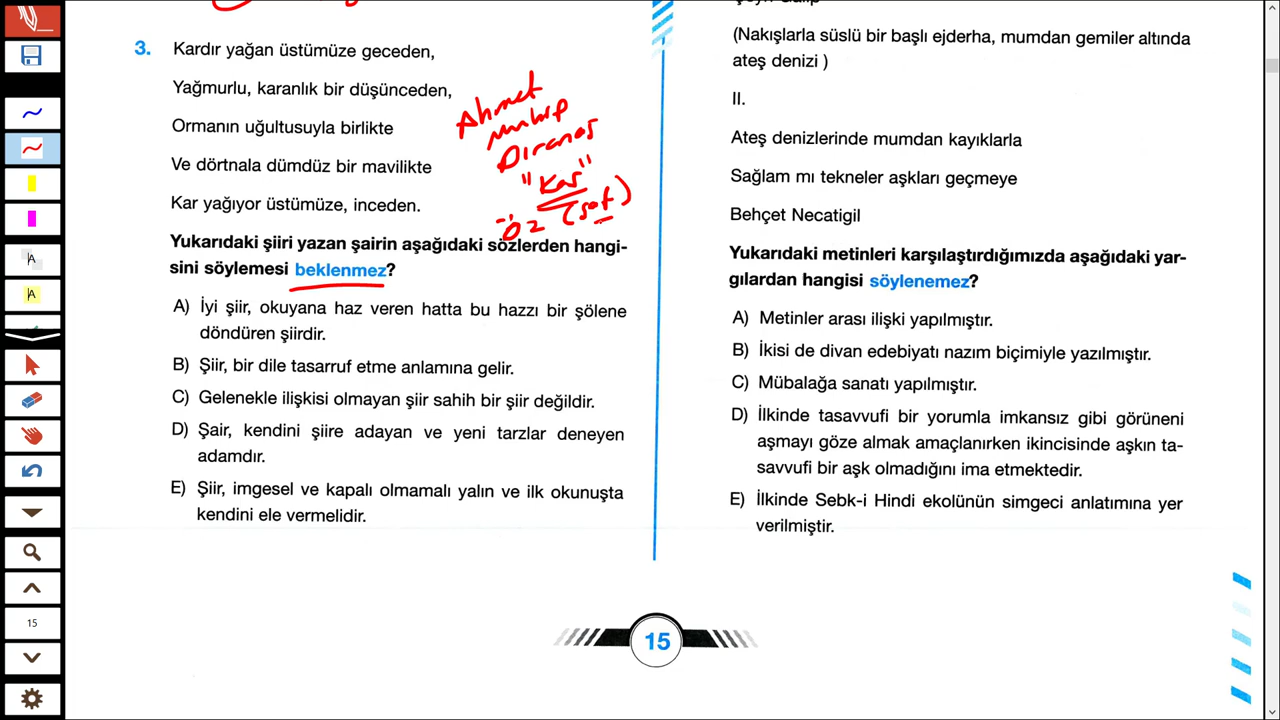 3.
Kardır yağan üstümüze geceden,
Yağmurlu, karanlık bir düşünceden,
Ormanın uğultusuyla birlikte
Ve dörtnala dümdüz bir mavilikte
Kar yağıyor üstümüze, inceden.
Ahmet
Muhip
Dıranas
"Kar"
(saf)
Öz
Yukarıdaki şiiri yazan şairin aşağıdaki sözlerden hangi-
sini söylemesi beklenmez?
A) İyi şiir, okuyana haz veren hatta bu hazzı bir şölene
döndüren şiirdir.
B) Şiir, bir dile tasarruf etme anlamına gelir.
C) Gelenekle ilişkisi olmayan şiir sahih bir şiir değildir.
D) Şair, kendini şiire adayan ve yeni tarzlar deneyen
adamdır.
E) Şiir, imgesel ve kapalı olmamalı yalın ve ilk okunuşta
kendini ele vermelidir.
(Nakışlarla süslü bir başlı ejderha, mumdan gemiler altında
ateş denizi )
II.
Ateş denizlerinde mumdan kayıklarla
Sağlam mı tekneler aşkları geçmeye
Behçet Necatigil
Yukarıdaki metinleri karşılaştırdığımızda aşağıdaki yar-
gılardan hangisi söylenemez?
A) Metinler arası ilişki yapılmıştır.
B) İkisi de divan edebiyatı nazım biçimiyle yazılmıştır.
C) Mübalağa sanatı yapılmıştır.
D) İlkinde tasavvufi bir yorumla imkansız gibi görüneni
aşmayı göze almak amaçlanırken ikincisinde aşkın ta-
savvufi bir aşk olmadığını ima etmektedir.
E) İlkinde Sebk-i Hindi ekolünün simgeci anlatımına yer
verilmiştir.
15
A
A
15